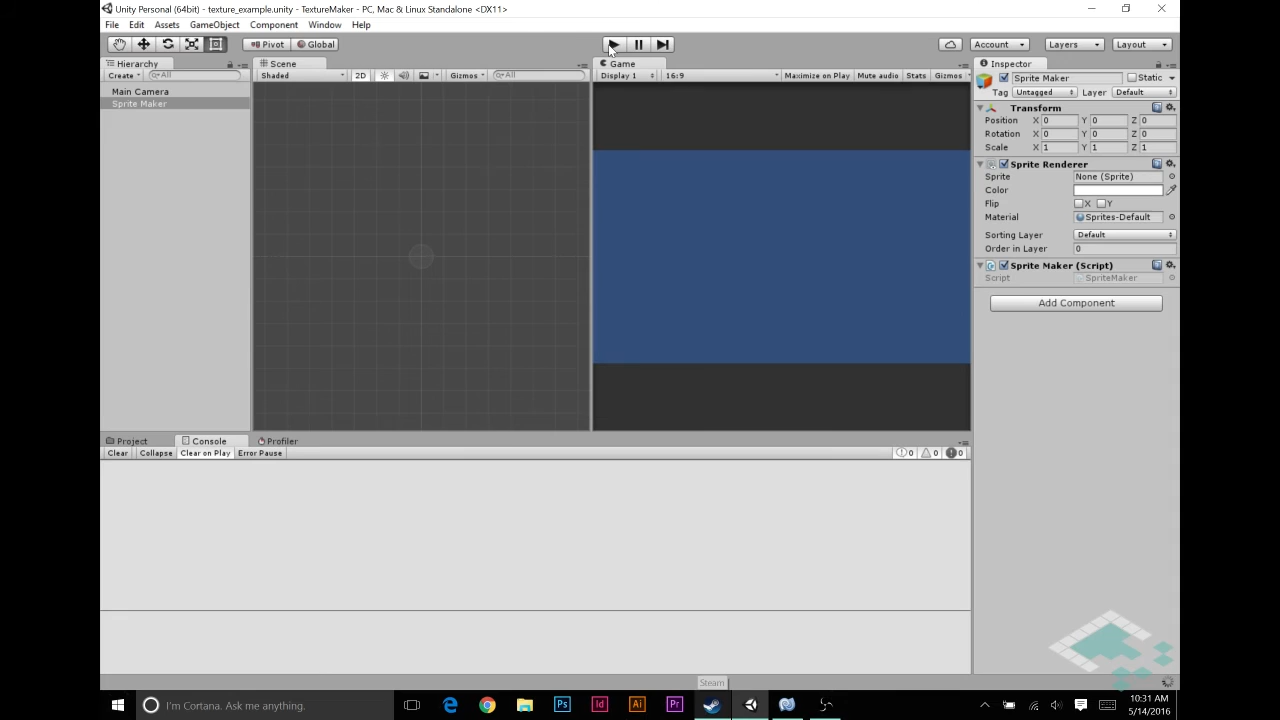 Unity Personal (64bit) - texture_example.unity - TextureMaker - PC, Mac & Linux Standalone <DX11>
File Edit Assets GameObject Component Window Help
Pivot Global Account Layers Layout
Hierarchy Scene Game Inspector
Create All Shaded 2D Gizmos All Display 1 16:9 Maximize on Play Mute audio Stats Gizmos
Sprite Maker Static
Main Camera
Sprite Maker
Tag Untagged Layer Default
Transform
Position X 0 Y 0 Z 0
Rotation X 0 Y 0 Z 0
Scale X 1 Y 1 Z 1
Sprite Renderer
Sprite None (Sprite)
Color
Flip X Y
Material Sprites-Default
Sorting Layer Default
Order in Layer 0
Sprite Maker (Script)
Script SpriteMaker
Add Component
Project Console Profiler
Clear Collapse Clear on Play Error Pause 0 0 0
Steam
I'm Cortana. Ask me anything.
Ps Id Ai Pr
10:31 AM
5/14/2016